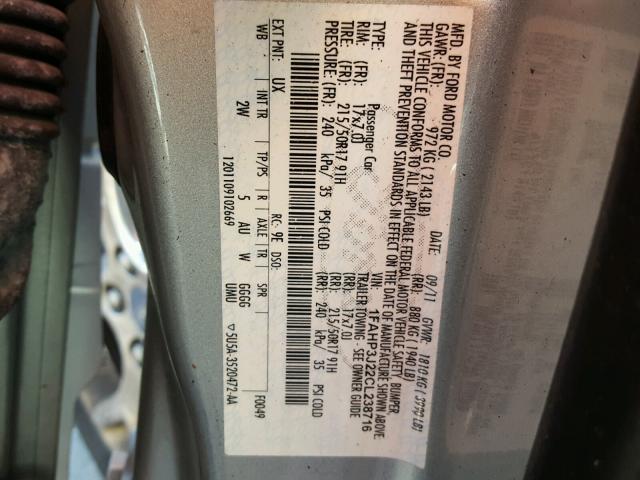 MFD. BY FORD MOTOR CO.
DATE: 09/11 GVWR: 1810 KG ( 3990 LB)
GAWR: (FR): 972 KG ( 2143 LB) (RR): 880 KG ( 1940 LB)
THIS VEHICLE CONFORMS TO ALL APPLICABLE FEDERAL MOTOR VEHICLE SAFETY, BUMPER,
AND THEFT PREVENTION STANDARDS IN EFFECT ON THE DATE OF MANUFACTURE SHOWN ABOVE.
VIN: 1FAHP3J22CL238716
TYPE: Passenger Car TRAILER TOWING - SEE OWNER GUIDE
RIM: (FR): 17x7.0J (RR): 17x7.0J
TIRE: (FR): 215/50R17 91H (RR): 215/50R17 91H
PRESSURE: (FR): 240 kPa/ 35 PSI COLD (RR): 240 kPa/ 35 PSI COLD
EXT PNT: UX RC: 9E DSO:
WB INT TR TP/PS R AXLE TR SPR F0049
2W 5 AU W GGGG UMU
1201109102669 5U5A-3520472-AA